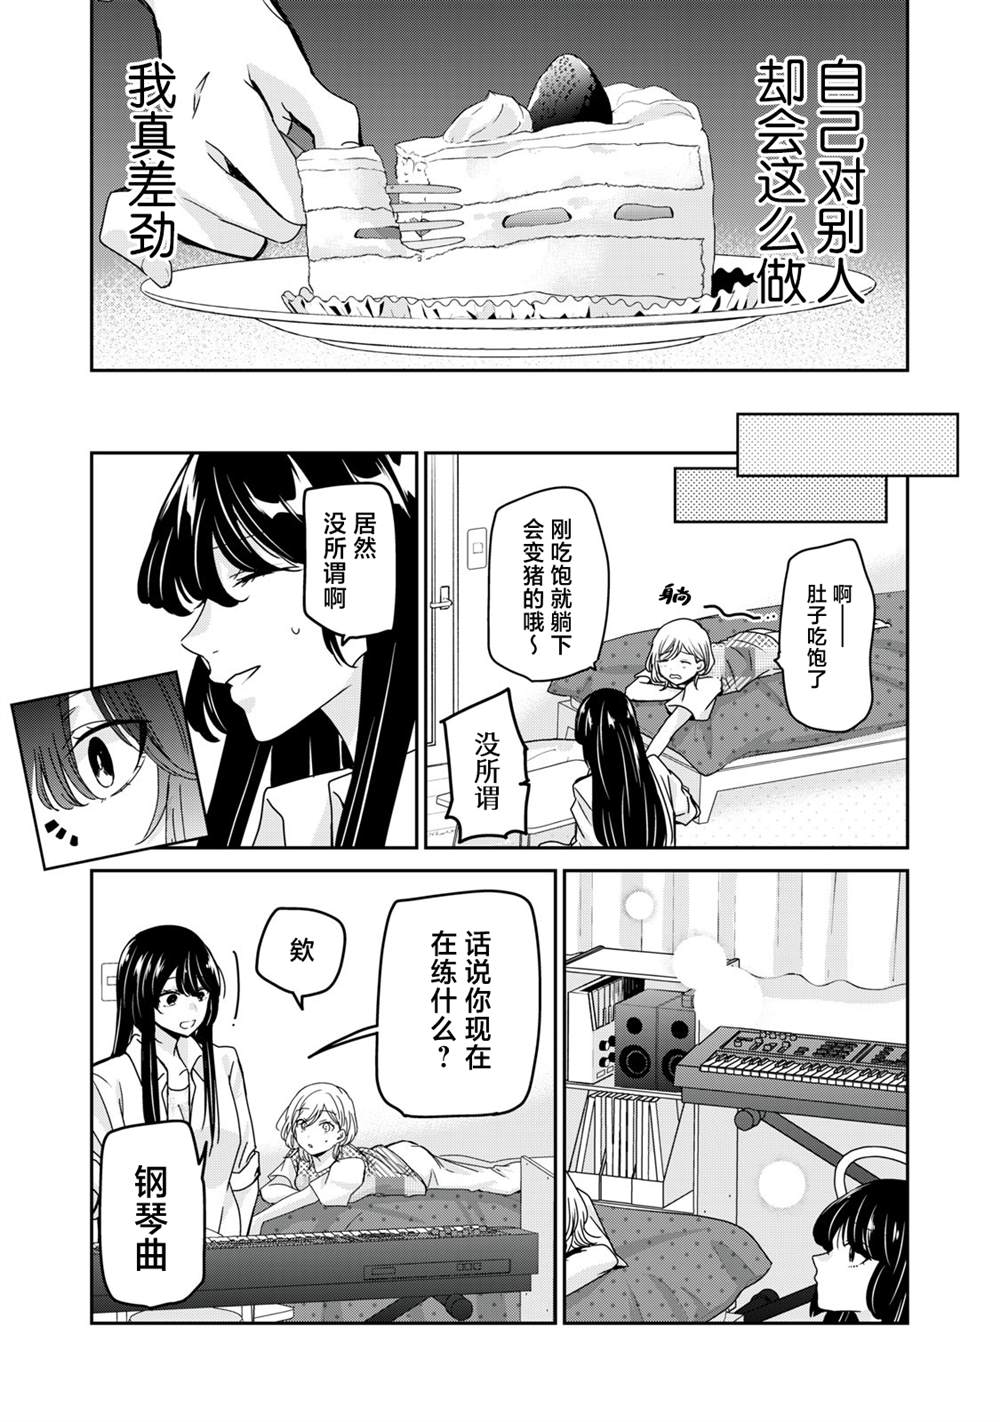 自己对别人
却会这么做
我真差劲
啊——
肚子吃饱了
躺
刚吃饱就躺下
会变猪的哦～
没所谓
居然
没所谓啊
话说你现在
在练什么？
欸
钢琴曲